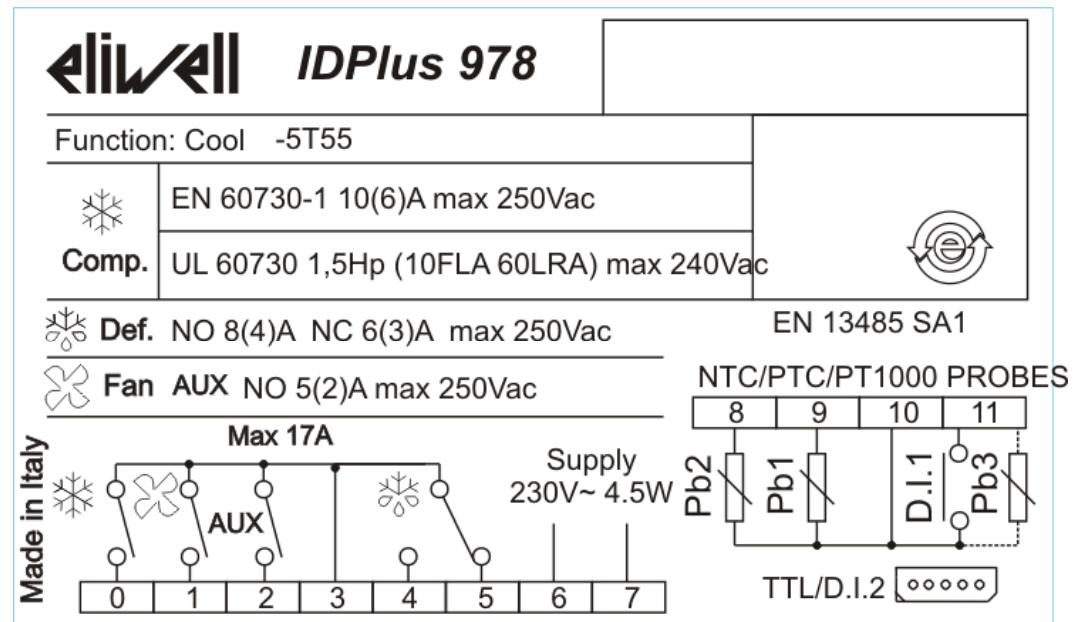 eliwell IDPlus 978
Function: Cool -5T55
EN 60730-1 10(6)A max 250Vac
Comp. UL 60730 1,5Hp (10FLA 60LRA) max 240Vac
e
Def. NO 8(4)A NC 6(3)A max 250Vac
EN 13485 SA1
Fan AUX NO 5(2)A max 250Vac
NTC/PTC/PT1000 PROBES
8 9 10 11
Made in Italy
Max 17A
AUX
Supply
230V~ 4.5W
Pb2 Pb1 D.I.1 Pb3
0 1 2 3 4 5 6 7
TTL/D.I.2